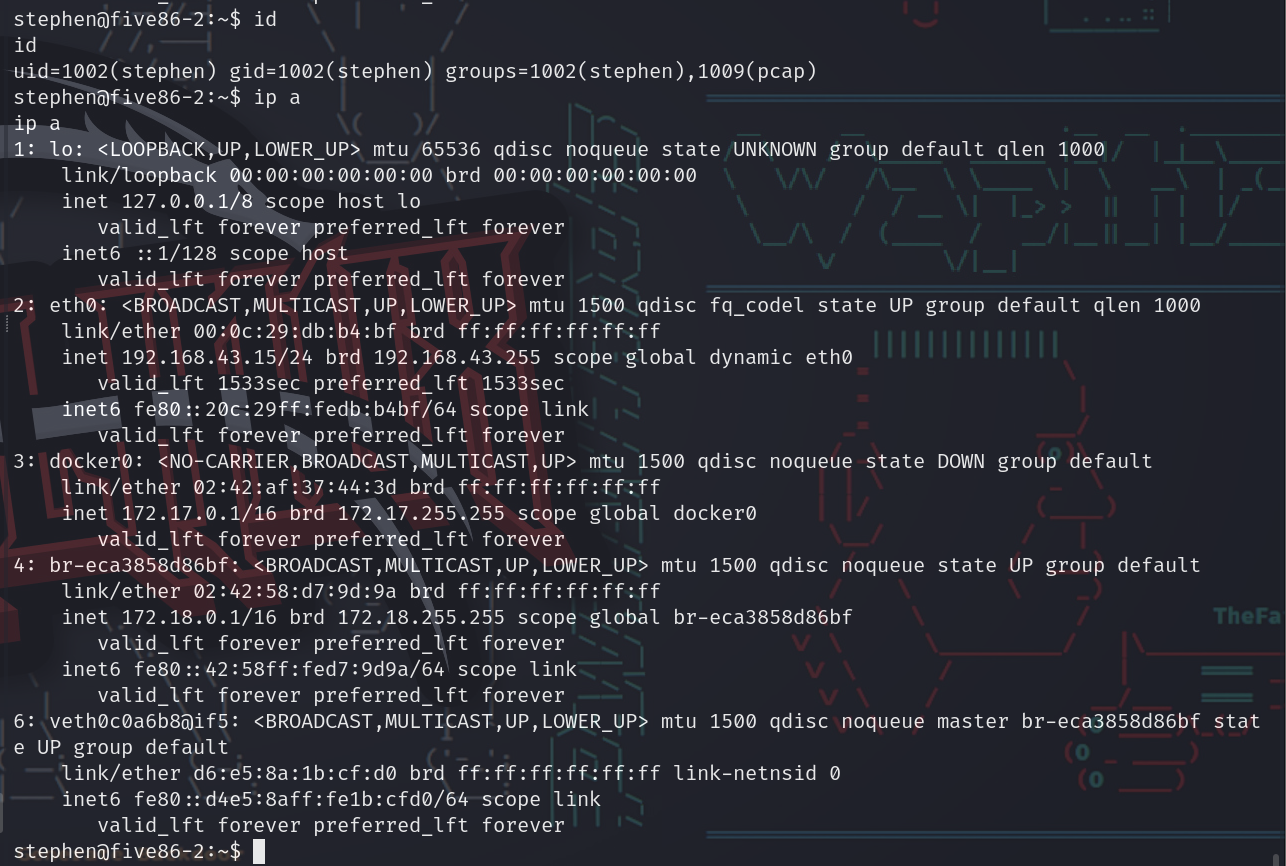 stephen@five86-2:~$ id
id
uid=1002(stephen) gid=1002(stephen) groups=1002(stephen),1009(pcap)
stephen@five86-2:~$ ip a
ip a
1: lo: <LOOPBACK,UP,LOWER_UP> mtu 65536 qdisc noqueue state UNKNOWN group default qlen 1000
    link/loopback 00:00:00:00:00:00 brd 00:00:00:00:00:00
    inet 127.0.0.1/8 scope host lo
       valid_lft forever preferred_lft forever
    inet6 ::1/128 scope host
       valid_lft forever preferred_lft forever
2: eth0: <BROADCAST,MULTICAST,UP,LOWER_UP> mtu 1500 qdisc fq_codel state UP group default qlen 1000
    link/ether 00:0c:29:db:b4:bf brd ff:ff:ff:ff:ff:ff
    inet 192.168.43.15/24 brd 192.168.43.255 scope global dynamic eth0
       valid_lft 1533sec preferred_lft 1533sec
    inet6 fe80::20c:29ff:fedb:b4bf/64 scope link
       valid_lft forever preferred_lft forever
3: docker0: <NO-CARRIER,BROADCAST,MULTICAST,UP> mtu 1500 qdisc noqueue state DOWN group default
    link/ether 02:42:af:37:44:3d brd ff:ff:ff:ff:ff:ff
    inet 172.17.0.1/16 brd 172.17.255.255 scope global docker0
       valid_lft forever preferred_lft forever
4: br-eca3858d86bf: <BROADCAST,MULTICAST,UP,LOWER_UP> mtu 1500 qdisc noqueue state UP group default
    link/ether 02:42:58:d7:9d:9a brd ff:ff:ff:ff:ff:ff
    inet 172.18.0.1/16 brd 172.18.255.255 scope global br-eca3858d86bf
       valid_lft forever preferred_lft forever
    inet6 fe80::42:58ff:fed7:9d9a/64 scope link
       valid_lft forever preferred_lft forever
6: veth0c0a6b8@if5: <BROADCAST,MULTICAST,UP,LOWER_UP> mtu 1500 qdisc noqueue master br-eca3858d86bf stat
e UP group default
    link/ether d6:e5:8a:1b:cf:d0 brd ff:ff:ff:ff:ff:ff link-netnsid 0
    inet6 fe80::d4e5:8aff:fe1b:cfd0/64 scope link
       valid_lft forever preferred_lft forever
stephen@five86-2:~$
TheFa